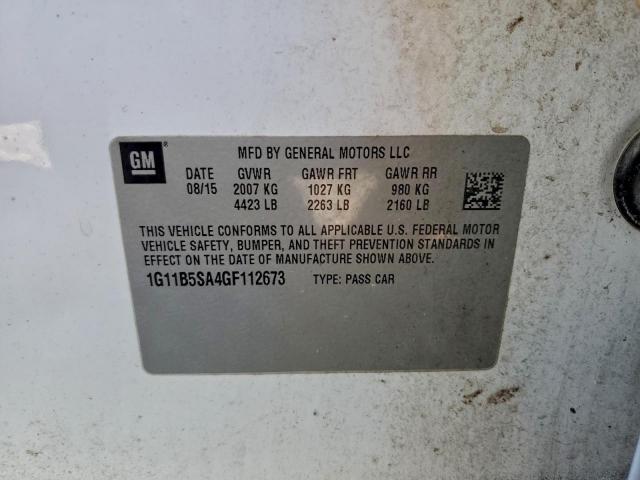 GM ®
MFD BY GENERAL MOTORS LLC
DATE GVWR GAWR FRT GAWR RR
08/15 2007 KG 1027 KG 980 KG
4423 LB 2263 LB 2160 LB
THIS VEHICLE CONFORMS TO ALL APPLICABLE U.S. FEDERAL MOTOR
VEHICLE SAFETY, BUMPER, AND THEFT PREVENTION STANDARDS IN
EFFECT ON THE DATE OF MANUFACTURE SHOWN ABOVE.
1G11B5SA4GF112673 TYPE: PASS CAR